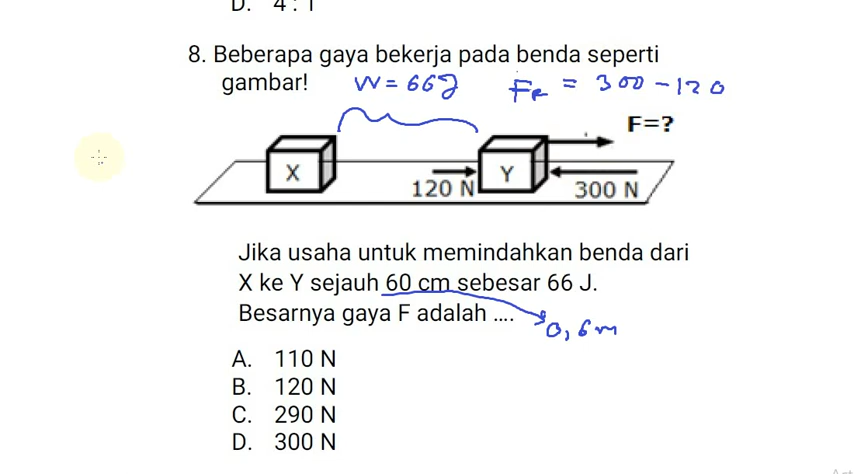 D. 4 : 1
8. Beberapa gaya bekerja pada benda seperti
gambar! W = 66J FR = 300 - 120
F=?
X 120 N Y 300 N
Jika usaha untuk memindahkan benda dari
X ke Y sejauh 60 cm sebesar 66 J.
Besarnya gaya F adalah ....
0,6m
A. 110 N
B. 120 N
C. 290 N
D. 300 N